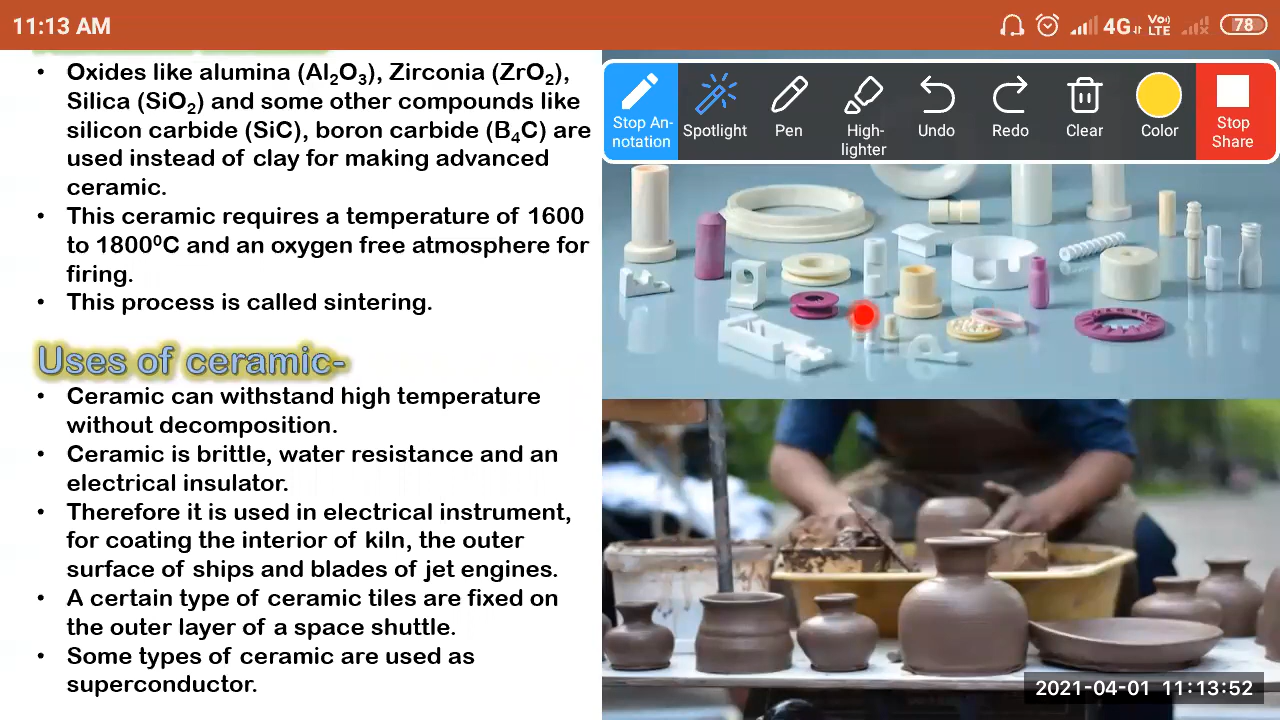 11:13 AM
4G
Vo)
LTE
78
• Oxides like alumina (Al₂O₃), Zirconia (ZrO₂),
Silica (SiO₂) and some other compounds like
silicon carbide (SiC), boron carbide (B₄C) are
used instead of clay for making advanced
ceramic.
• This ceramic requires a temperature of 1600
to 1800⁰C and an oxygen free atmosphere for
firing.
• This process is called sintering.
Uses of ceramic-
• Ceramic can withstand high temperature
without decomposition.
• Ceramic is brittle, water resistance and an
electrical insulator.
• Therefore it is used in electrical instrument,
for coating the interior of kiln, the outer
surface of ships and blades of jet engines.
• A certain type of ceramic tiles are fixed on
the outer layer of a space shuttle.
• Some types of ceramic are used as
superconductor.
Stop An-
notation
Spotlight
Pen
High-
lighter
Undo
Redo
Clear
Color
Stop
Share
2021-04-01 11:13:52